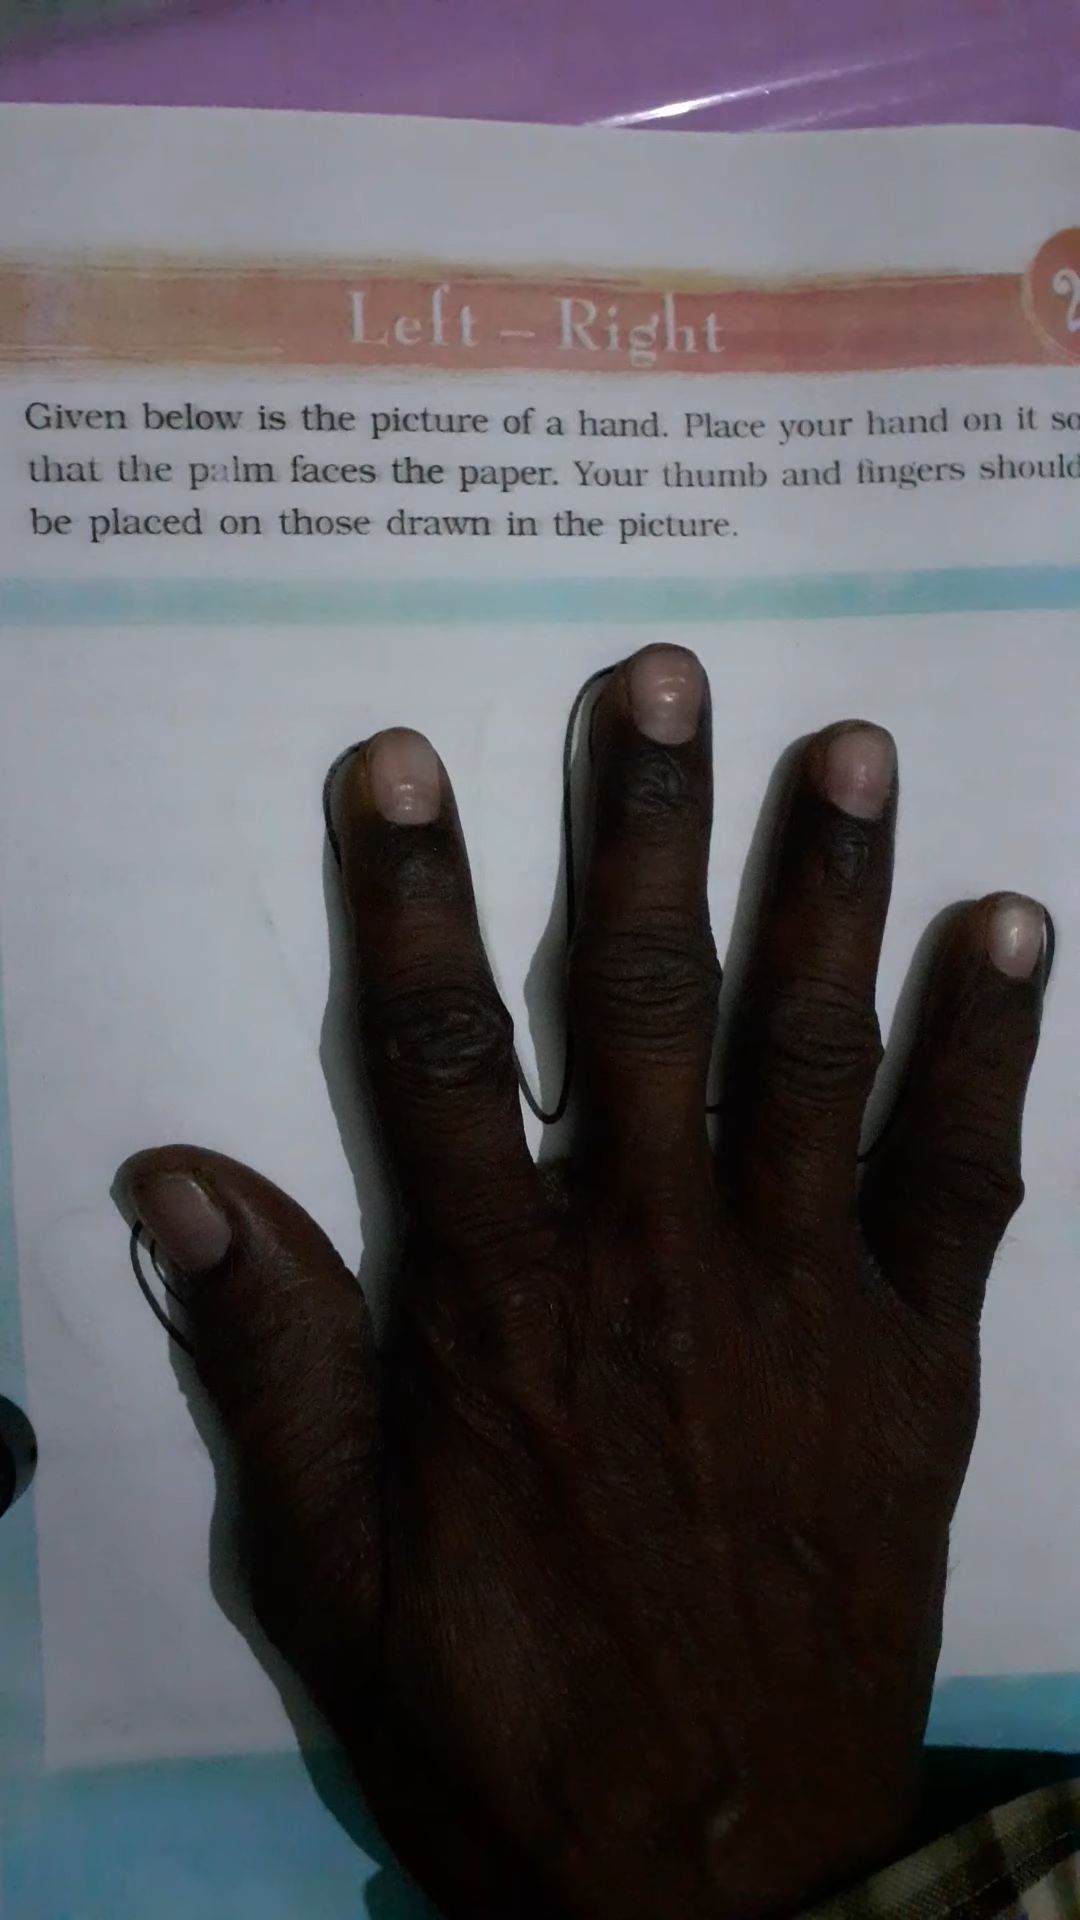 Left – Right
2
Given below is the picture of a hand. Place your hand on it so
that the palm faces the paper. Your thumb and fingers should
be placed on those drawn in the picture.